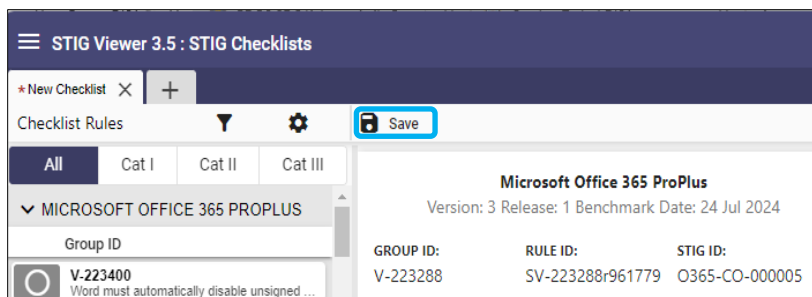 STIG Viewer 3.5 : STIG Checklists
* New Checklist
Checklist Rules
Save
All Cat I Cat II Cat III
MICROSOFT OFFICE 365 PROPLUS
Group ID
V-223400
Word must automatically disable unsigned ...
Microsoft Office 365 ProPlus
Version: 3 Release: 1 Benchmark Date: 24 Jul 2024
GROUP ID: RULE ID: STIG ID:
V-223288 SV-223288r961779 O365-CO-000005